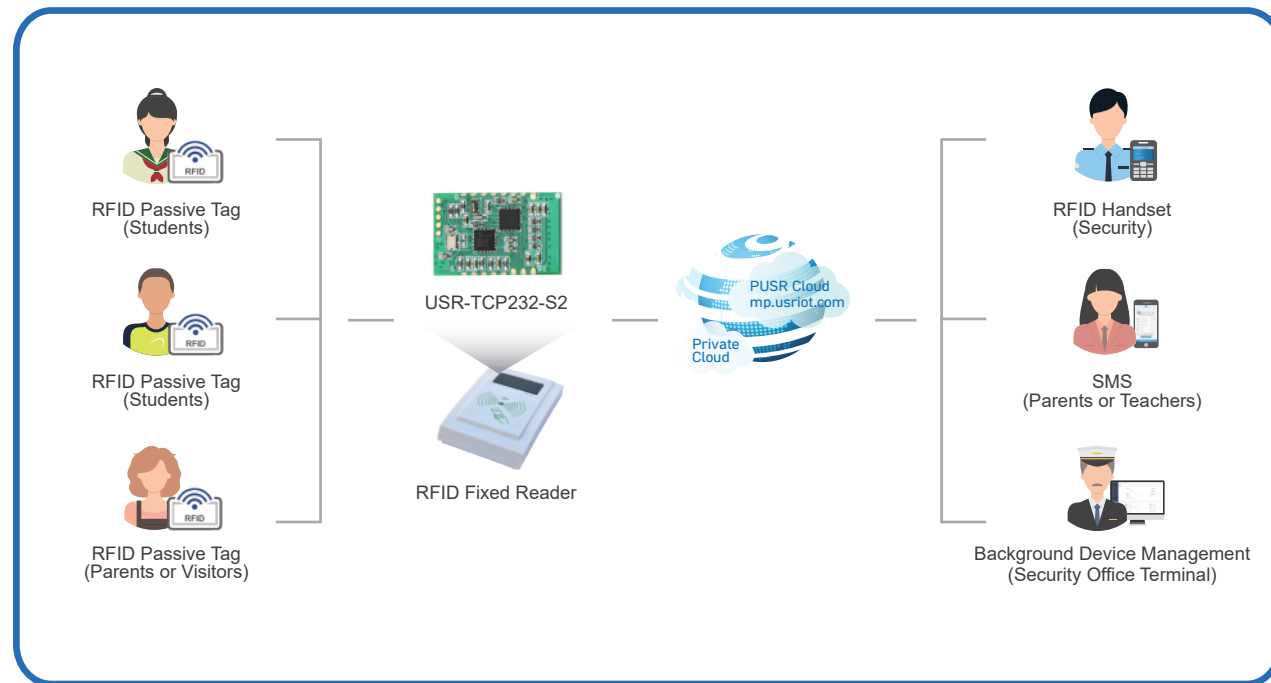 RFID
RFID Passive Tag
(Students)
RFID
RFID Passive Tag
(Students)
RFID
RFID Passive Tag
(Parents or Visitors)
USR-TCP232-S2
RFID Fixed Reader
PUSR Cloud
mp.usriot.com
Private
Cloud
RFID Handset
(Security)
SMS
(Parents or Teachers)
Background Device Management
(Security Office Terminal)